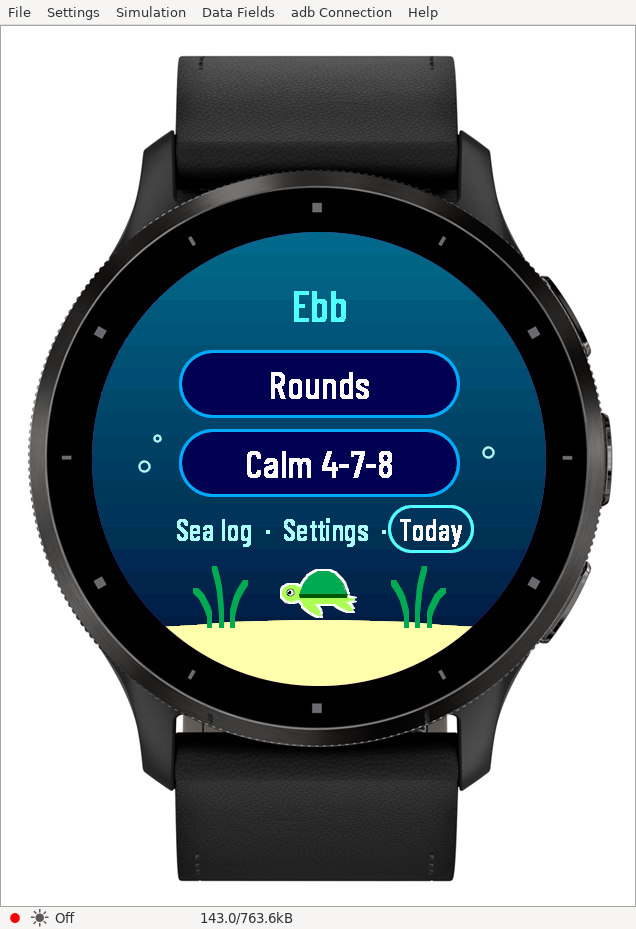 File Settings Simulation Data Fields adb Connection Help
Ebb
Rounds
Calm 4-7-8
Sea log · Settings · Today
Off 143.0/763.6kB